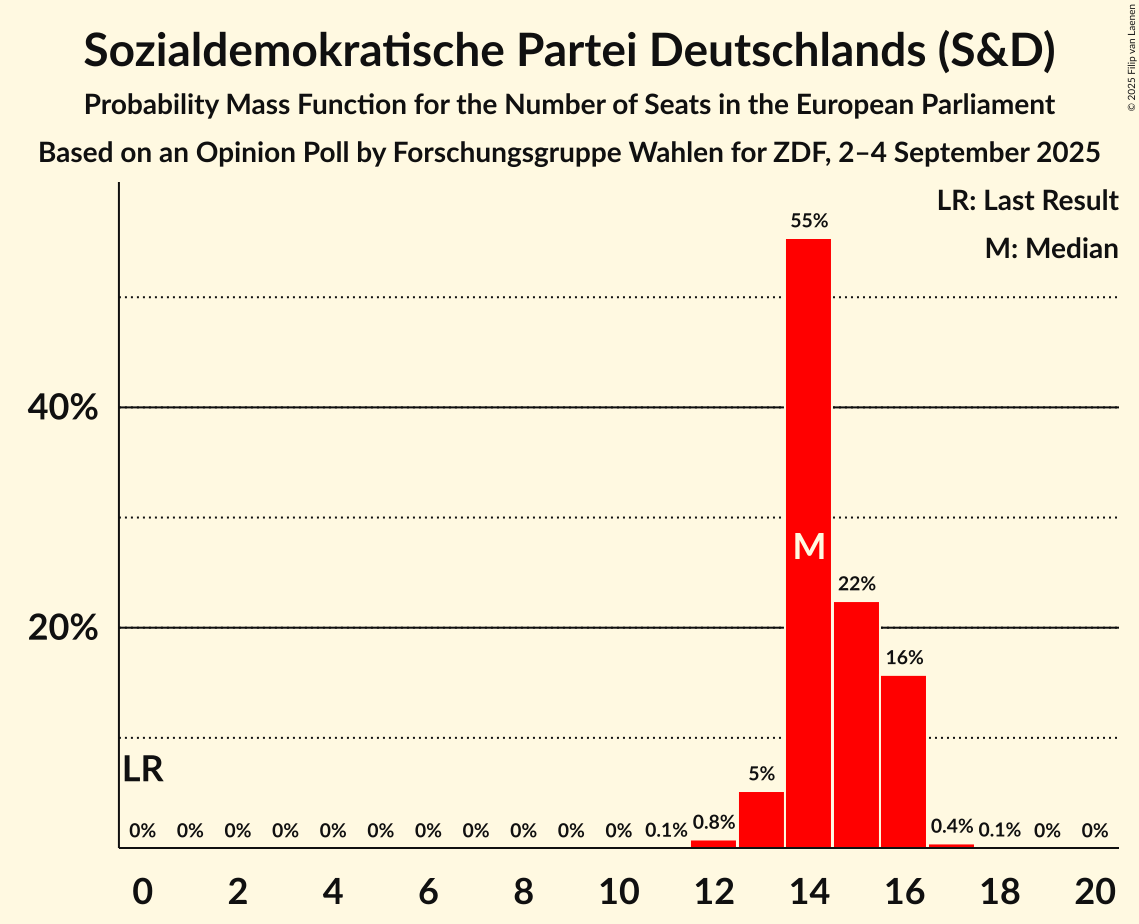 Sozialdemokratische Partei Deutschlands (S&D)
Probability Mass Function for the Number of Seats in the European Parliament
Based on an Opinion Poll by Forschungsgruppe Wahlen for ZDF, 2–4 September 2025
© 2025 Filip van Laenen
LR: Last Result
M: Median
55%
40%
M
22%
20%
16%
LR
5%
0% 0% 0% 0% 0% 0% 0% 0% 0% 0% 0% 0.1% 0.8% 0.4% 0.1% 0% 0%
0 2 4 6 8 10 12 14 16 18 20